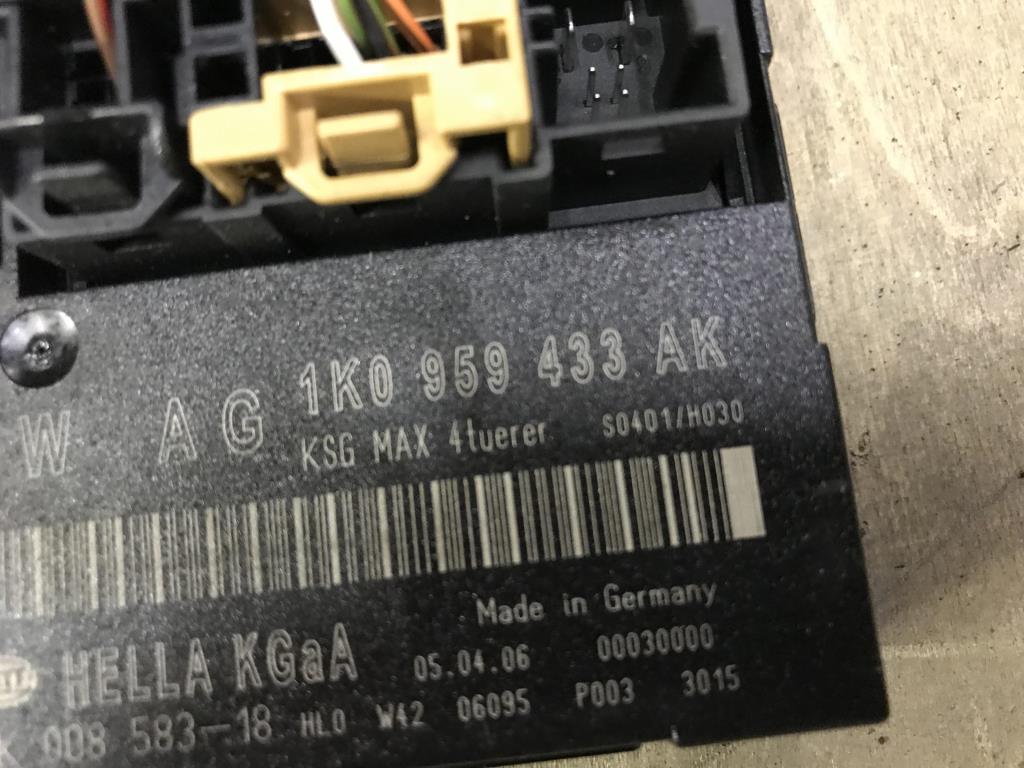 W AG 1K0 959 433 AK
KSG MAX 4tuerer S0401/H030
Made in Germany
HELLA KGaA 05.04.06 00030000
008 583-18 HLO W42 06095 P003 3015